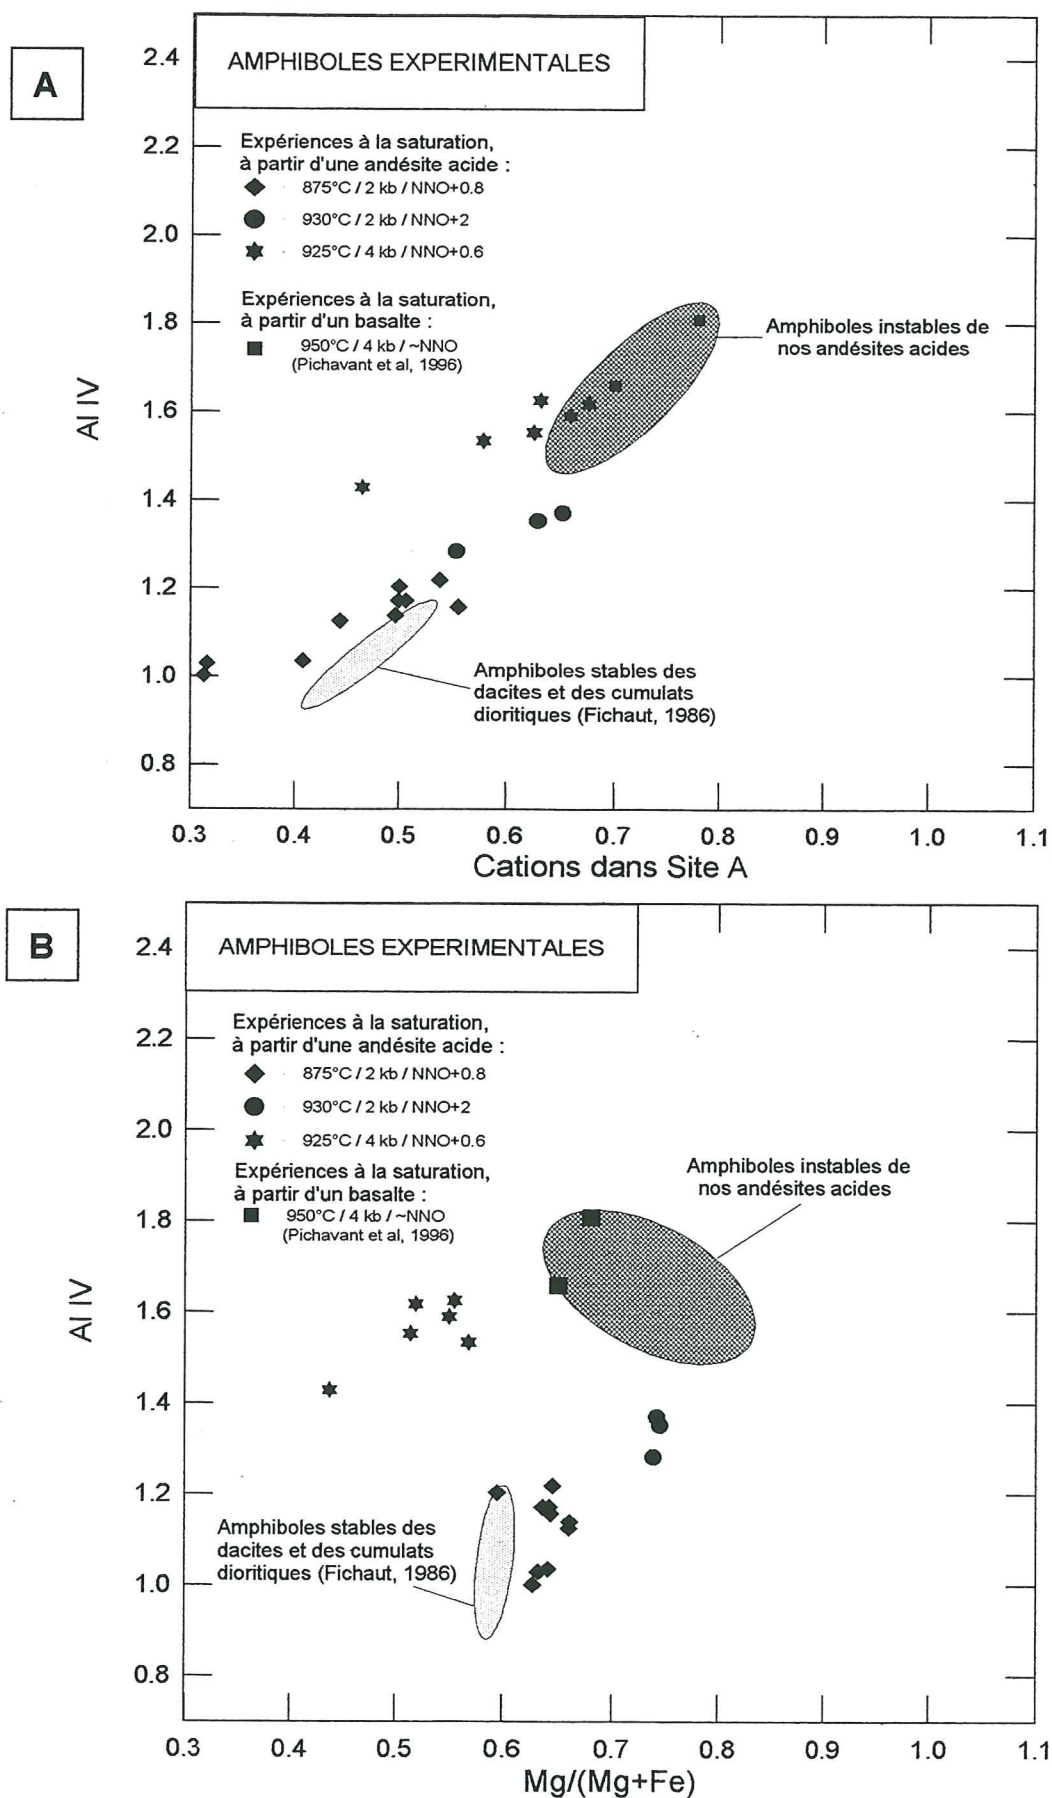 A
AMPHIBOLES EXPERIMENTALES
Expériences à la saturation,
à partir d'une andésite acide :
875°C / 2 kb / NNO+0.8
930°C / 2 kb / NNO+2
925°C / 4 kb / NNO+0.6
Expériences à la saturation,
à partir d'un basalte :
950°C / 4 kb / ~NNO
(Pichavant et al, 1996)
Amphiboles instables de
nos andésites acides
Amphiboles stables des
dacites et des cumulats
dioritiques (Fichaut, 1986)
Al IV
2.4
2.2
2.0
1.8
1.6
1.4
1.2
1.0
0.8
0.3 0.4 0.5 0.6 0.7 0.8 0.9 1.0 1.1
Cations dans Site A
B
AMPHIBOLES EXPERIMENTALES
Expériences à la saturation,
à partir d'une andésite acide :
875°C / 2 kb / NNO+0.8
930°C / 2 kb / NNO+2
925°C / 4 kb / NNO+0.6
Expériences à la saturation,
à partir d'un basalte :
950°C / 4 kb / ~NNO
(Pichavant et al, 1996)
Amphiboles instables de
nos andésites acides
Amphiboles stables des
dacites et des cumulats
dioritiques (Fichaut, 1986)
Al IV
2.4
2.2
2.0
1.8
1.6
1.4
1.2
1.0
0.8
0.3 0.4 0.5 0.6 0.7 0.8 0.9 1.0 1.1
Mg/(Mg+Fe)